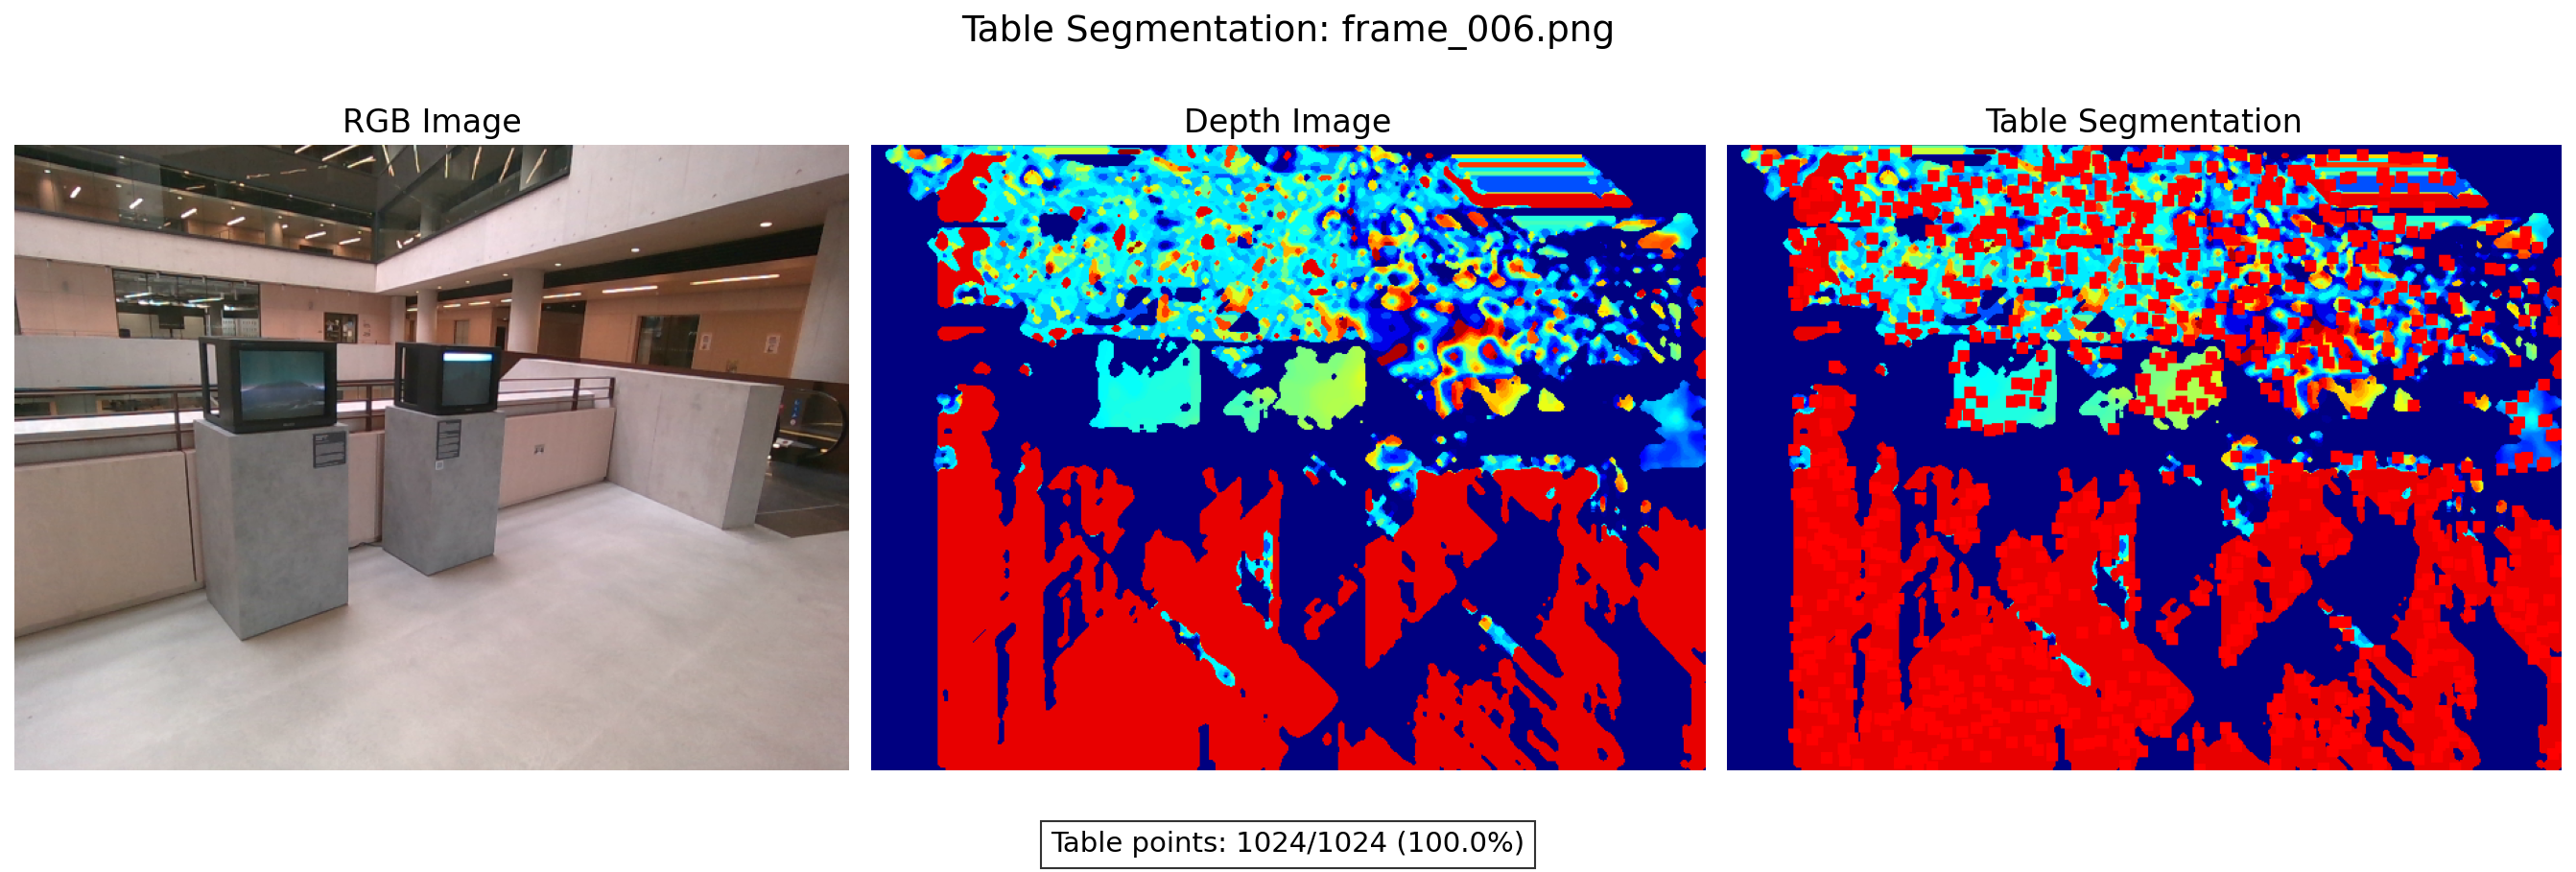 Table Segmentation: frame_006.png
RGB Image
Depth Image
Table Segmentation
Table points: 1024/1024 (100.0%)